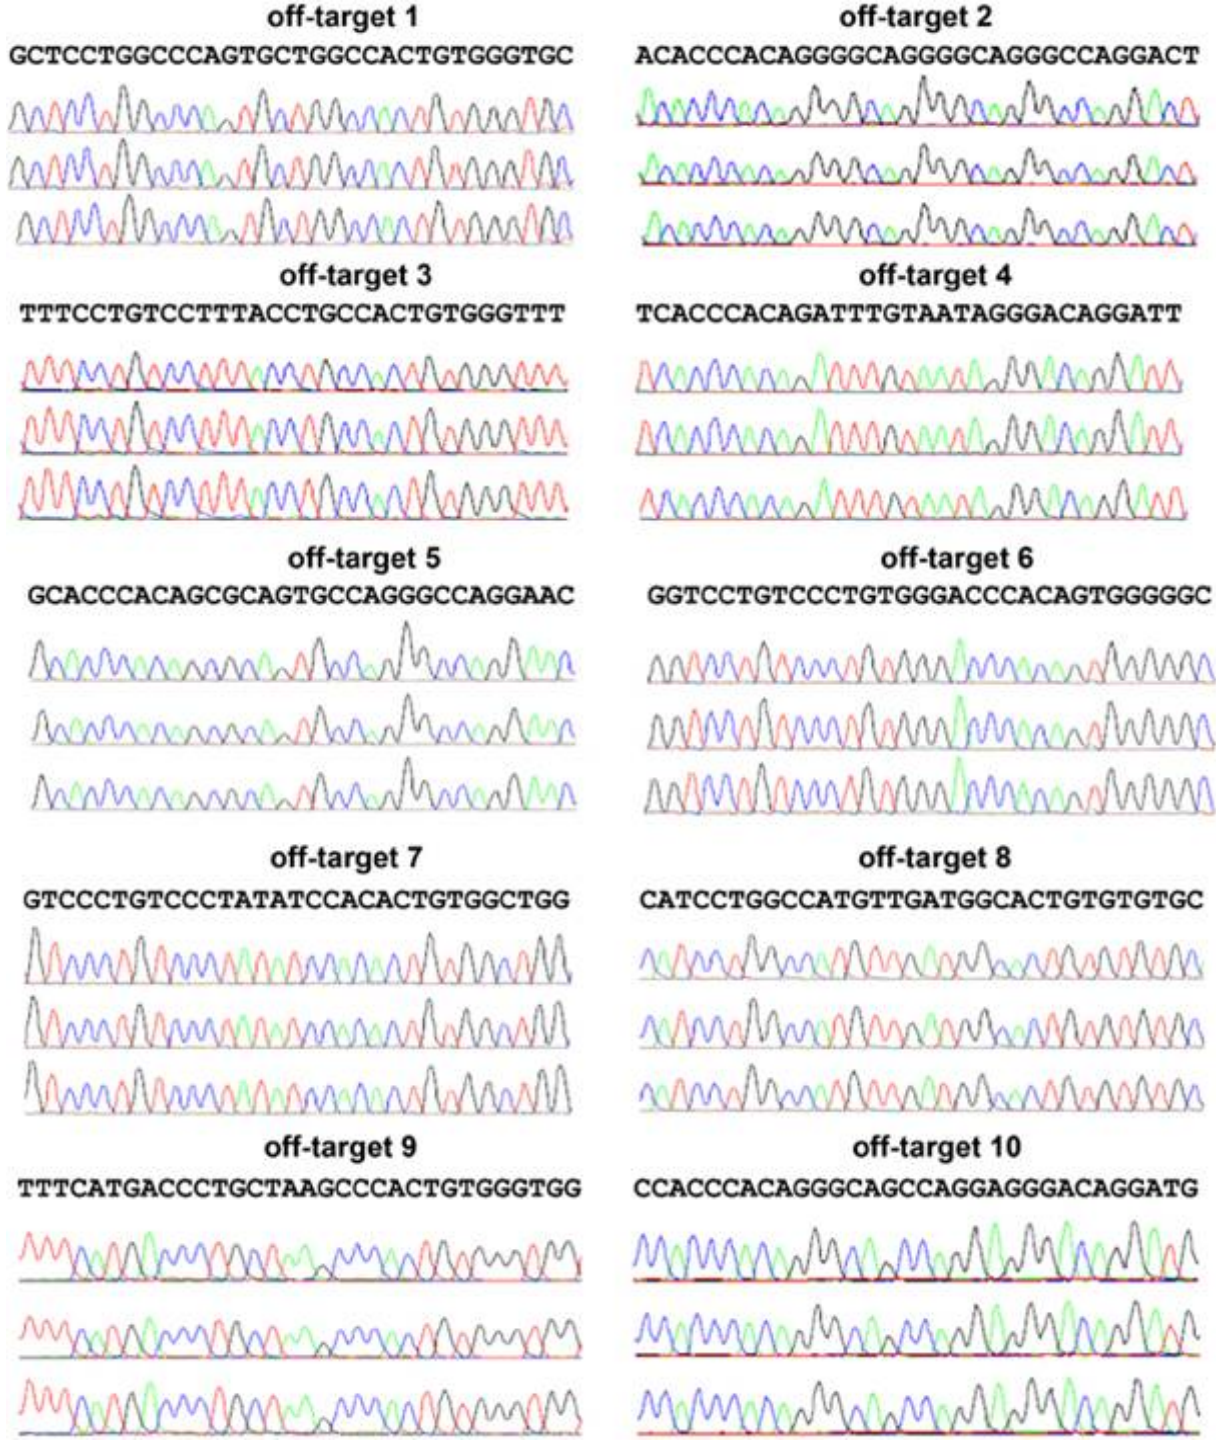 off-target 1
GCTCCTGGCCCAGTGCTGGCCACTGTGGGTGC
off-target 2
ACACCCACAGGGGCAGGGGCAGGGCCAGGACT
off-target 3
TTTCCTGTCCTTTACCTGCCACTGTGGGTTT
off-target 4
TCACCCACAGATTTGTAATAGGGACAGGATT
off-target 5
GCACCCACAGCGCAGTGCCAGGGCCAGGAAC
off-target 6
GGTCCTGTCCCTGTGGGACCCACAGTGGGGGC
off-target 7
GTCCCTGTCCCTATATCCACACTGTGGCTGG
off-target 8
CATCCTGGCCATGTTGATGGCACTGTGTGTGC
off-target 9
TTTCATGACCCTGCTAAGCCCACTGTGGGTGG
off-target 10
CCACCCACAGGGCAGCCAGGAGGGACAGGATG